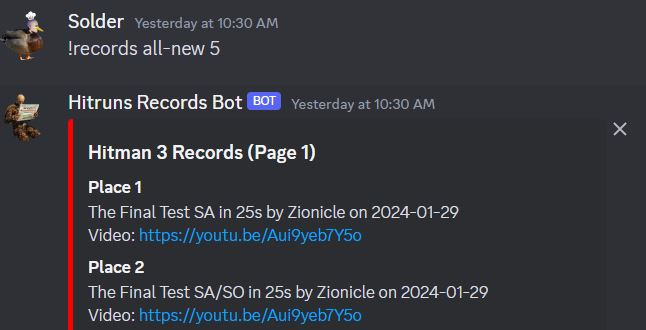 Solder Yesterday at 10:30 AM
!records all-new 5
Hitruns Records Bot BOT Yesterday at 10:30 AM
Hitman 3 Records (Page 1)
Place 1
The Final Test SA in 25s by Zionicle on 2024-01-29
Video: https://youtu.be/Aui9yeb7Y5o
Place 2
The Final Test SA/SO in 25s by Zionicle on 2024-01-29
Video: https://youtu.be/Aui9yeb7Y5o